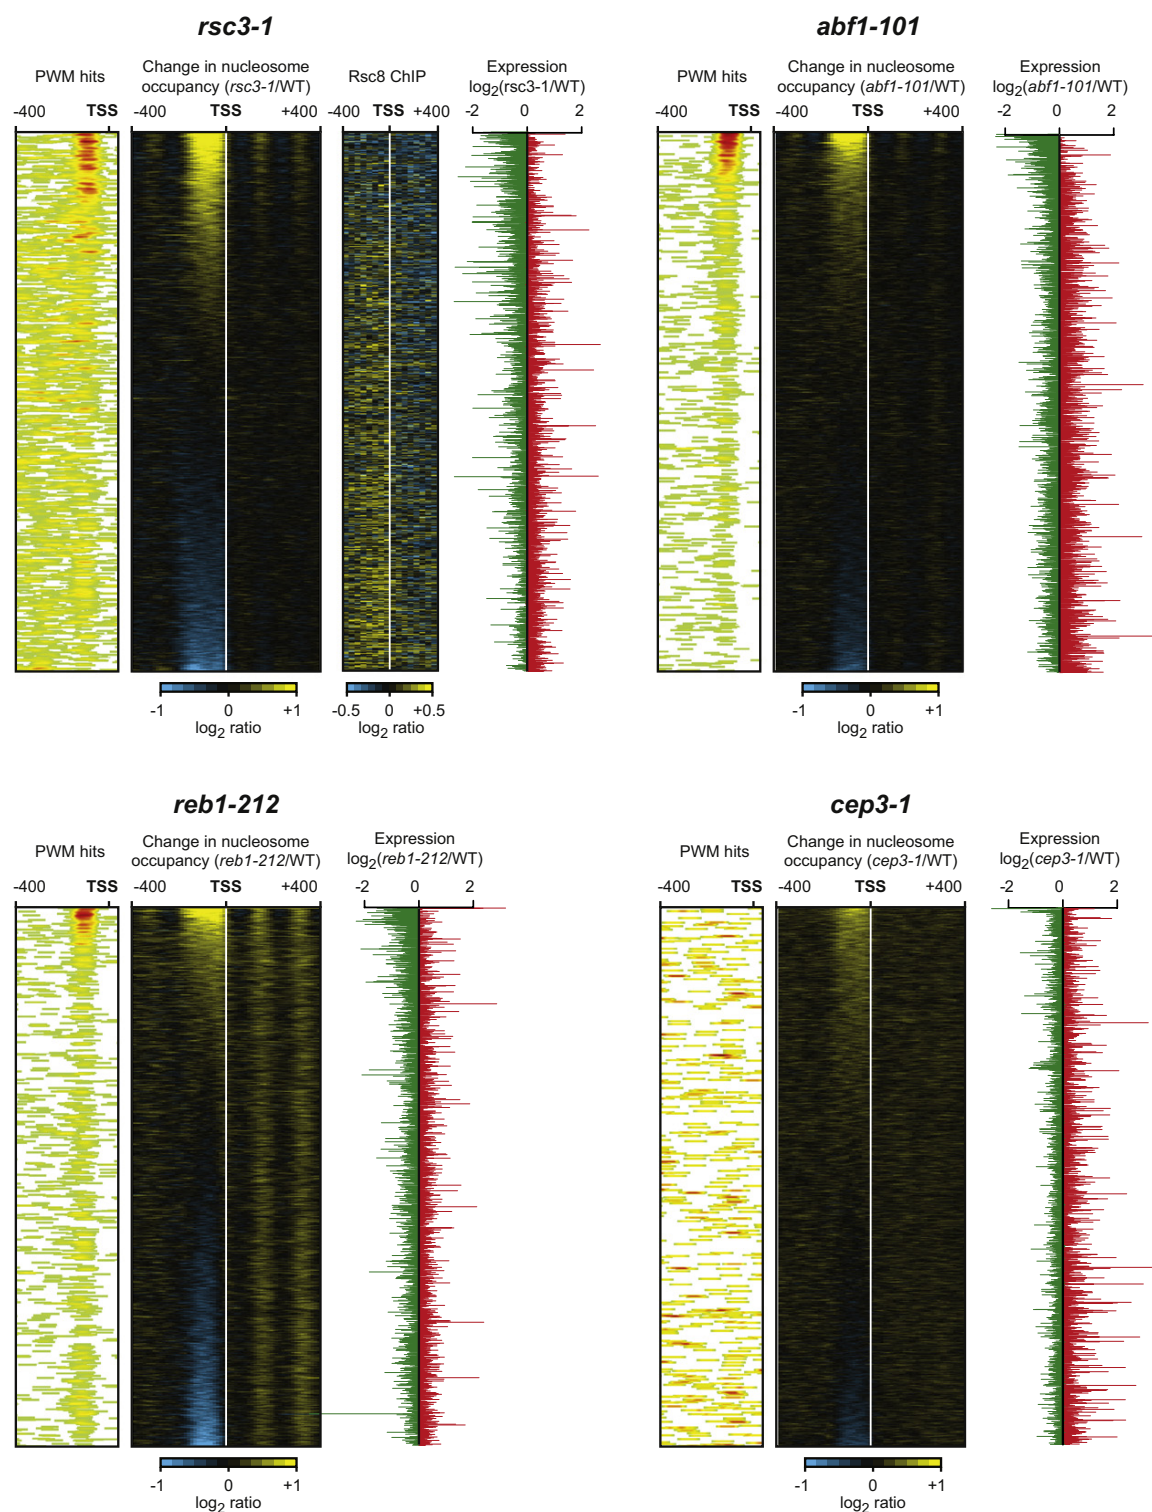 rsc3-1
PWM hits
Change in nucleosome
occupancy (rsc3-1/WT)
Rsc8 ChIP
Expression
log2(rsc3-1/WT)
-400 TSS
-400 TSS +400
-400 TSS +400
-2 0 2
-1 0 +1
log2 ratio
-0.5 0 +0.5
log2 ratio
abf1-101
PWM hits
Change in nucleosome
occupancy (abf1-101/WT)
Expression
log2(abf1-101/WT)
-400 TSS
-400 TSS +400
-2 0 2
-1 0 +1
log2 ratio
reb1-212
PWM hits
Change in nucleosome
occupancy (reb1-212/WT)
Expression
log2(reb1-212/WT)
-400 TSS
-400 TSS +400
-2 0 2
-1 0 +1
log2 ratio
cep3-1
PWM hits
Change in nucleosome
occupancy (cep3-1/WT)
Expression
log2(cep3-1/WT)
-400 TSS
-400 TSS +400
-2 0 2
-1 0 +1
log2 ratio